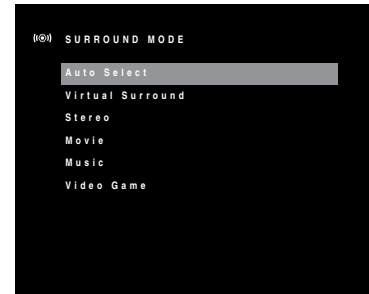 SURROUND MODE
Auto Select
Virtual Surround
Stereo
Movie
Music
Video Game